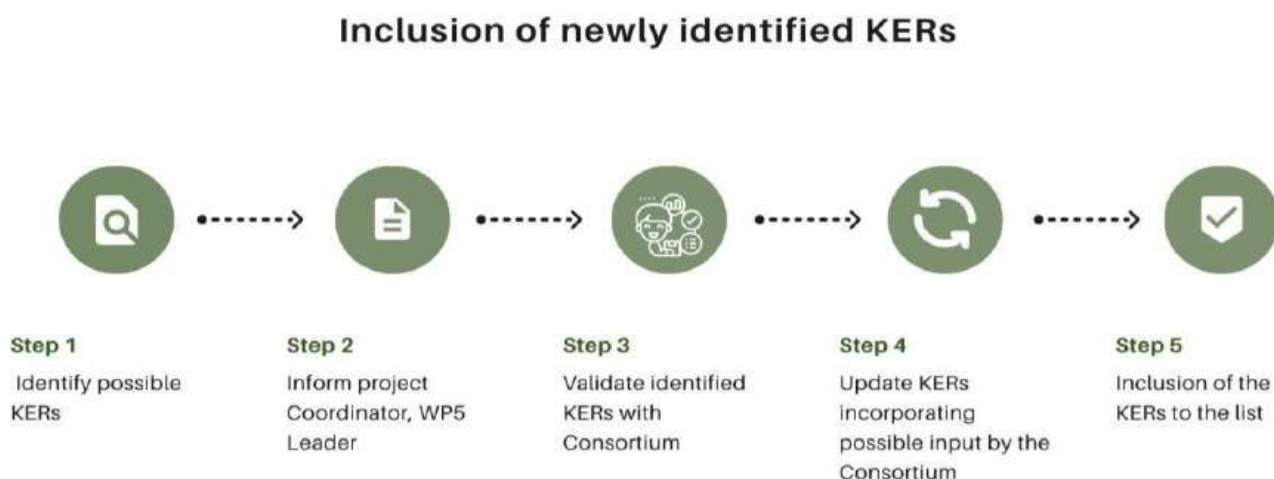 Inclusion of newly identified KERs
Step 1
Identify possible
KERs
Step 2
Inform project
Coordinator, WP5
Leader
Step 3
Validate identified
KERs with
Consortium
Step 4
Update KERs
incorporating
possible input by the
Consortium
Step 5
Inclusion of the
KERs to the list